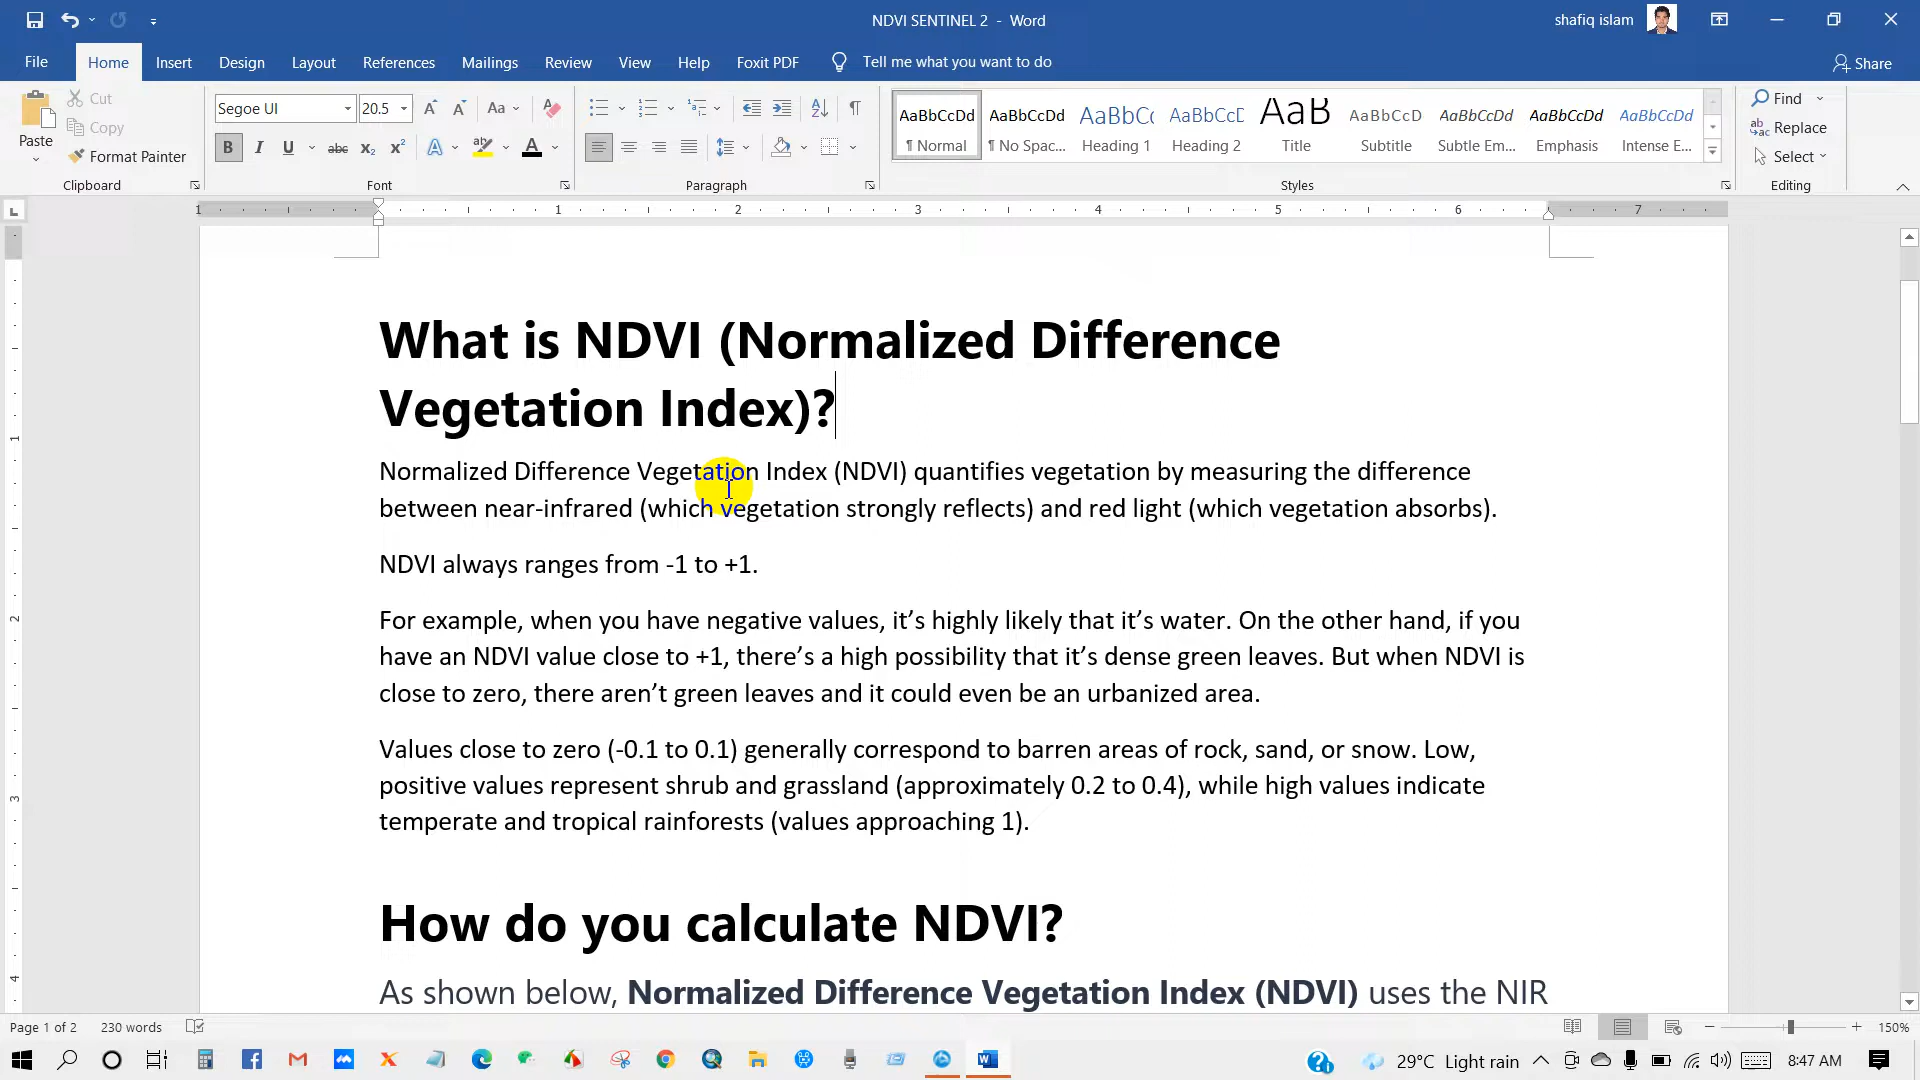 NDVI SENTINEL 2 - Word
shafiq islam
File
Home
Insert
Design
Layout
References
Mailings
Review
View
Help
Foxit PDF
Tell me what you want to do
Share
Paste
Cut
Copy
Format Painter
Clipboard
Segoe UI
20.5
Font
Paragraph
AaBbCcDd
¶ Normal
AaBbCcDd
¶ No Spac...
AaBbCc
Heading 1
AaBbCcD
Heading 2
AaB
Title
AaBbCcD
Subtitle
AaBbCcDd
Subtle Em...
AaBbCcDd
Emphasis
AaBbCcDd
Intense E...
Styles
Find
Replace
Select
Editing
1 1 2 3 4 5 6 7
What is NDVI (Normalized Difference
Vegetation Index)?
Normalized Difference Vegetation Index (NDVI) quantifies vegetation by measuring the difference
between near-infrared (which vegetation strongly reflects) and red light (which vegetation absorbs).
NDVI always ranges from -1 to +1.
For example, when you have negative values, it’s highly likely that it’s water. On the other hand, if you
have an NDVI value close to +1, there’s a high possibility that it’s dense green leaves. But when NDVI is
close to zero, there aren’t green leaves and it could even be an urbanized area.
Values close to zero (-0.1 to 0.1) generally correspond to barren areas of rock, sand, or snow. Low,
positive values represent shrub and grassland (approximately 0.2 to 0.4), while high values indicate
temperate and tropical rainforests (values approaching 1).
How do you calculate NDVI?
As shown below, Normalized Difference Vegetation Index (NDVI) uses the NIR
Page 1 of 2
230 words
150%
29°C Light rain
8:47 AM